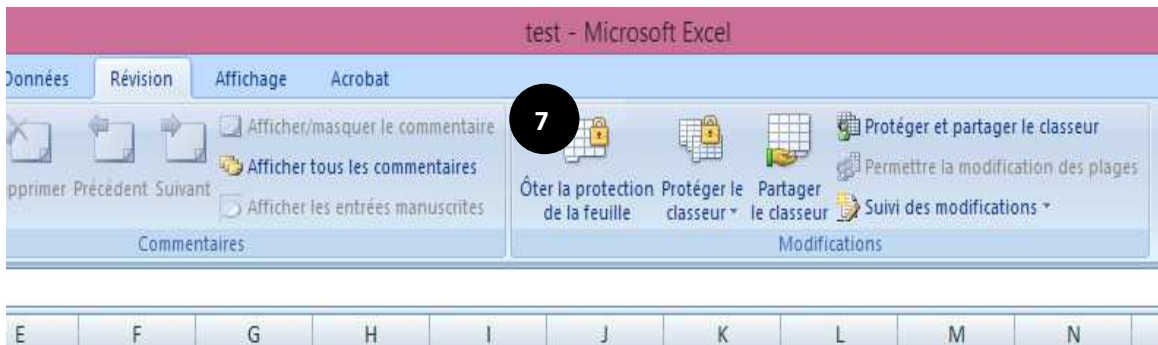 test - Microsoft Excel
Données Révision Affichage Acrobat
7
Afficher/masquer le commentaire
Afficher tous les commentaires
Afficher les entrées manuscrites
pprimer Précédent Suivant
Commentaires
Ôter la protection
de la feuille
Protéger le
classeur
Partager
le classeur
Protéger et partager le classeur
Permettre la modification des plages
Suivi des modifications
Modifications
E F G H I J K L M N